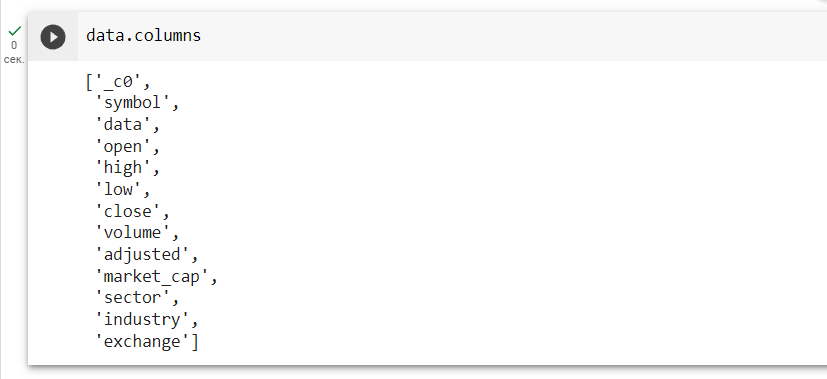 data.columns
0
сек.
['_c0',
'symbol',
'data',
'open',
'high',
'low',
'close',
'volume',
'adjusted',
'market_cap',
'sector',
'industry',
'exchange']